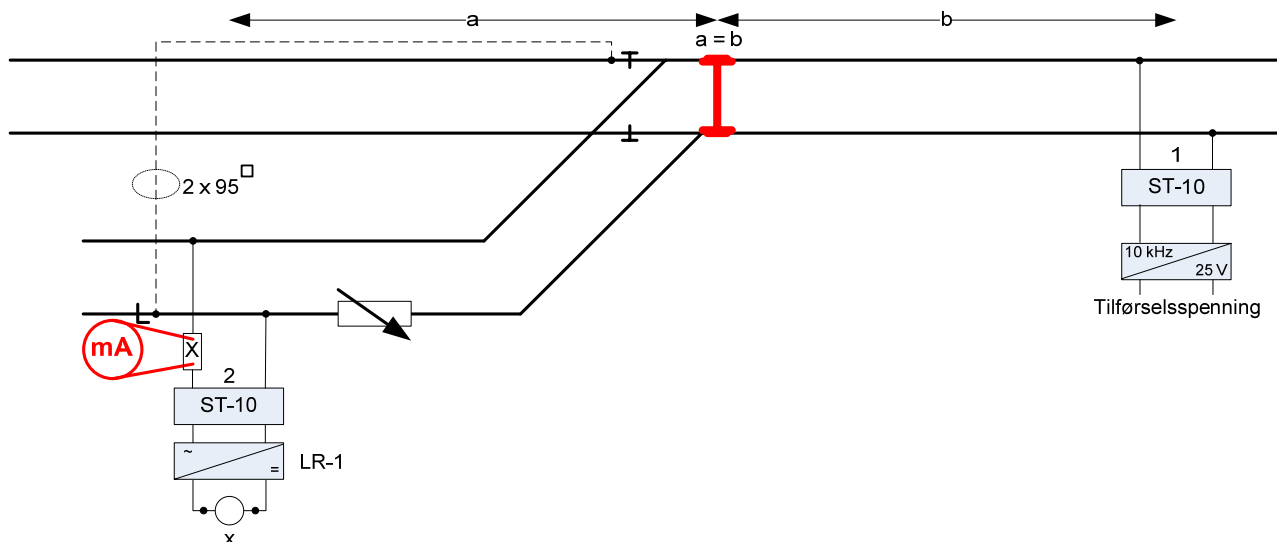 a
b
a = b
2 x 95□
1
ST-10
10 kHz
25 V
Tilførselsspenning
mA
X
2
ST-10
~
=
LR-1
X